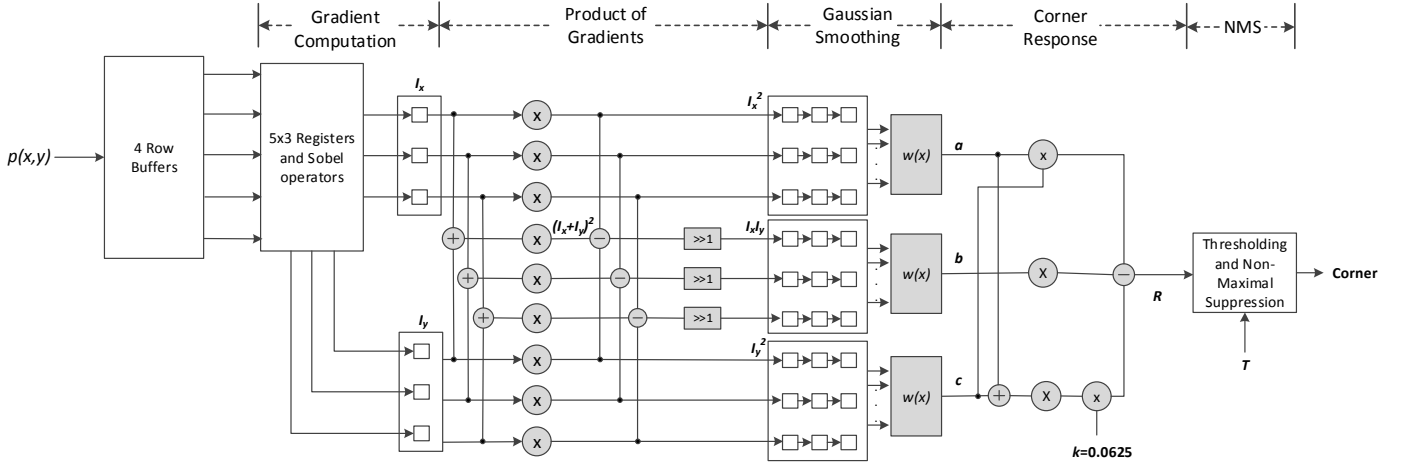 Gradient
Computation
Product of
Gradients
Gaussian
Smoothing
Corner
Response
NMS
p(x,y)
4 Row
Buffers
5x3 Registers
and Sobel
operators
Ix
Iy
x
x
x
+
x
(Ix+Iy)²
−
>>1
+
x
−
>>1
+
x
−
>>1
x
x
x
Ix²
IxIy
Iy²
w(x)
w(x)
w(x)
a
b
c
x
X
−
+
X
x
k=0.0625
R
Thresholding
and Non-
Maximal
Suppression
T
Corner